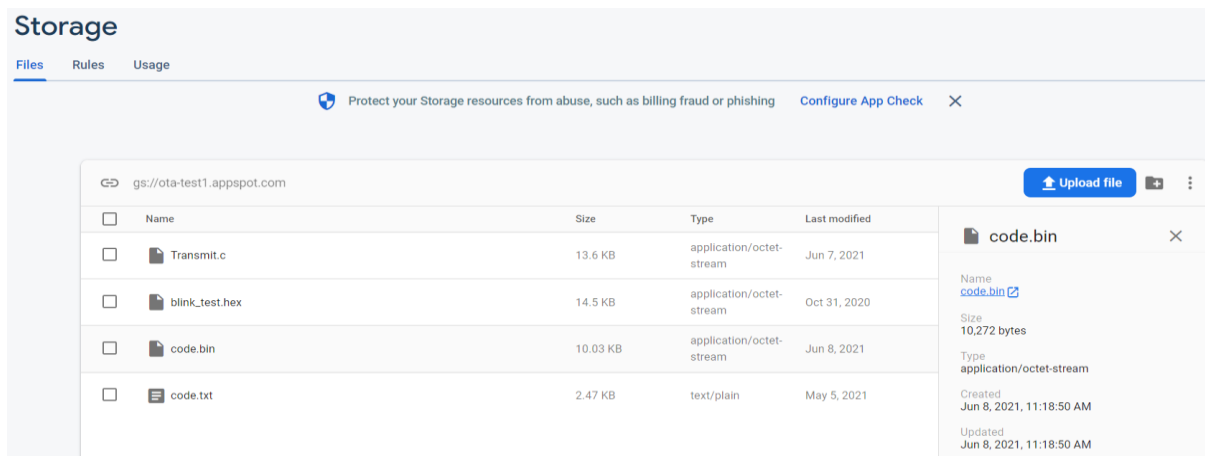 Storage
Files Rules Usage
Protect your Storage resources from abuse, such as billing fraud or phishing Configure App Check
gs://ota-test1.appspot.com
Upload file
Name Size Type Last modified
Transmit.c 13.6 KB application/octet-
stream Jun 7, 2021
blink_test.hex 14.5 KB application/octet-
stream Oct 31, 2020
code.bin 10.03 KB application/octet-
stream Jun 8, 2021
code.txt 2.47 KB text/plain May 5, 2021
code.bin
Name
code.bin
Size
10,272 bytes
Type
application/octet-stream
Created
Jun 8, 2021, 11:18:50 AM
Updated
Jun 8, 2021, 11:18:50 AM